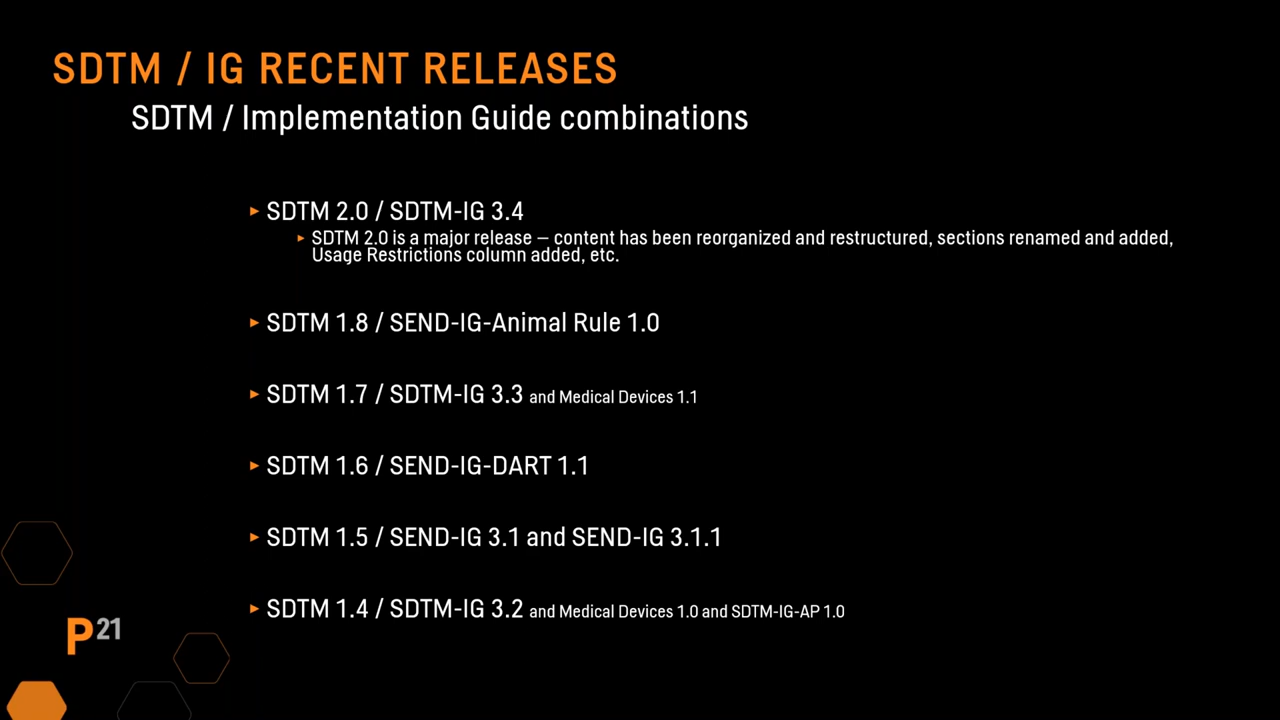 SDTM / IG RECENT RELEASES
SDTM / Implementation Guide combinations
▸ SDTM 2.0 / SDTM-IG 3.4
▸ SDTM 2.0 is a major release – content has been reorganized and restructured, sections renamed and added,
Usage Restrictions column added, etc.
▸ SDTM 1.8 / SEND-IG-Animal Rule 1.0
▸ SDTM 1.7 / SDTM-IG 3.3 and Medical Devices 1.1
▸ SDTM 1.6 / SEND-IG-DART 1.1
▸ SDTM 1.5 / SEND-IG 3.1 and SEND-IG 3.1.1
▸ SDTM 1.4 / SDTM-IG 3.2 and Medical Devices 1.0 and SDTM-IG-AP 1.0
P21